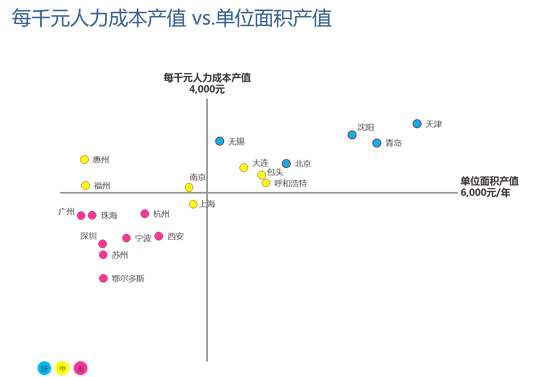 每千元人力成本产值 vs.单位面积产值
每千元人力成本产值
4,000元
天津
沈阳
无锡
青岛
惠州
大连
北京
包头
南京
呼和浩特
福州
单位面积产值
6,000元/年
上海
广州
珠海
杭州
深圳
宁波
西安
苏州
鄂尔多斯
中